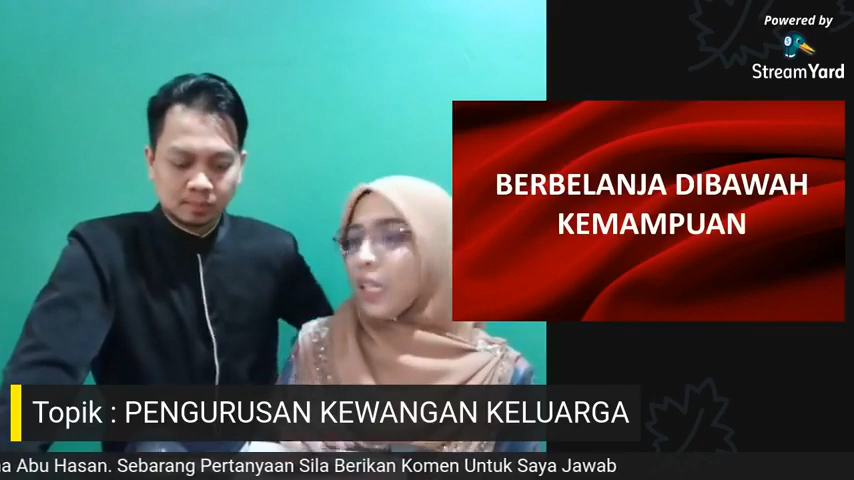 Powered by
StreamYard
BERBELANJA DIBAWAH
KEMAMPUAN
Topik : PENGURUSAN KEWANGAN KELUARGA
Abu Hasan. Sebarang Pertanyaan Sila Berikan Komen Untuk Saya Jawab